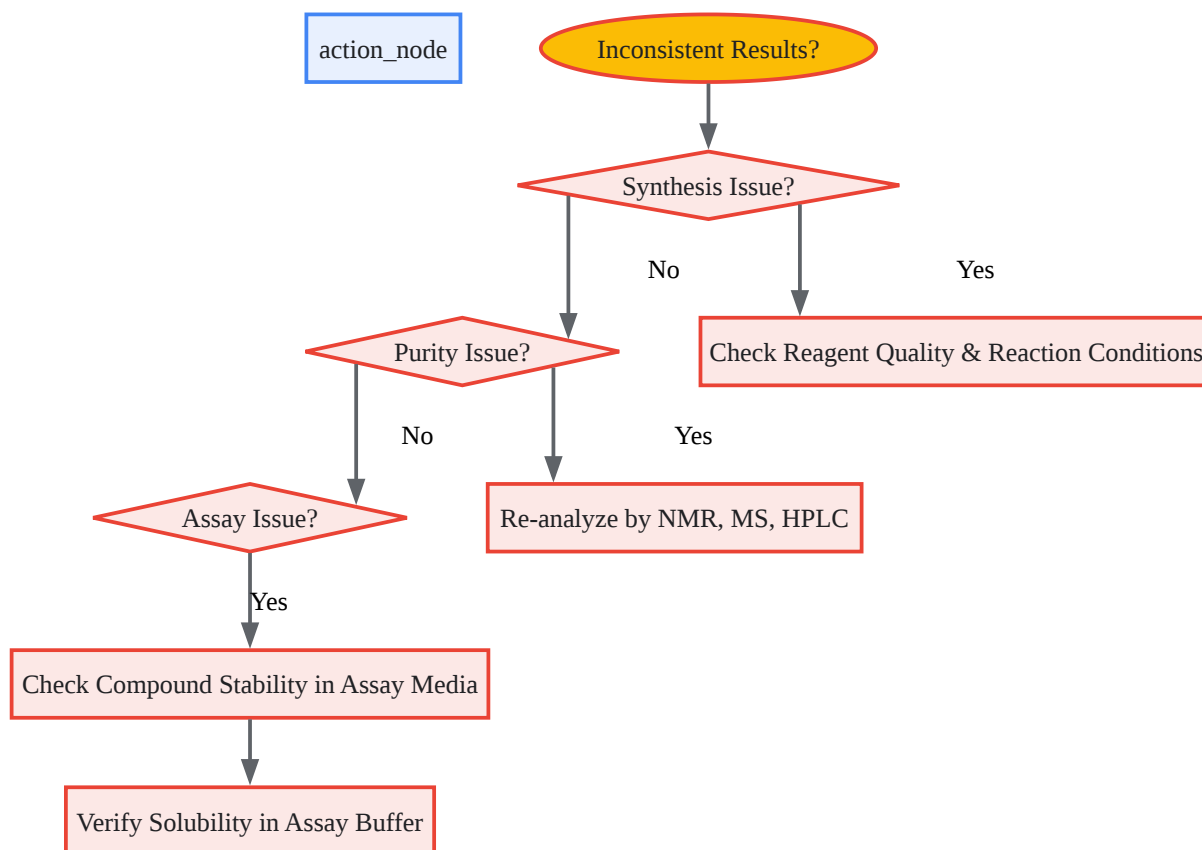 action_node
Inconsistent Results?
Synthesis Issue?
No
Yes
Purity Issue?
Check Reagent Quality & Reaction Conditions
No
Yes
Assay Issue?
Re-analyze by NMR, MS, HPLC
Yes
Check Compound Stability in Assay Media
Verify Solubility in Assay Buffer